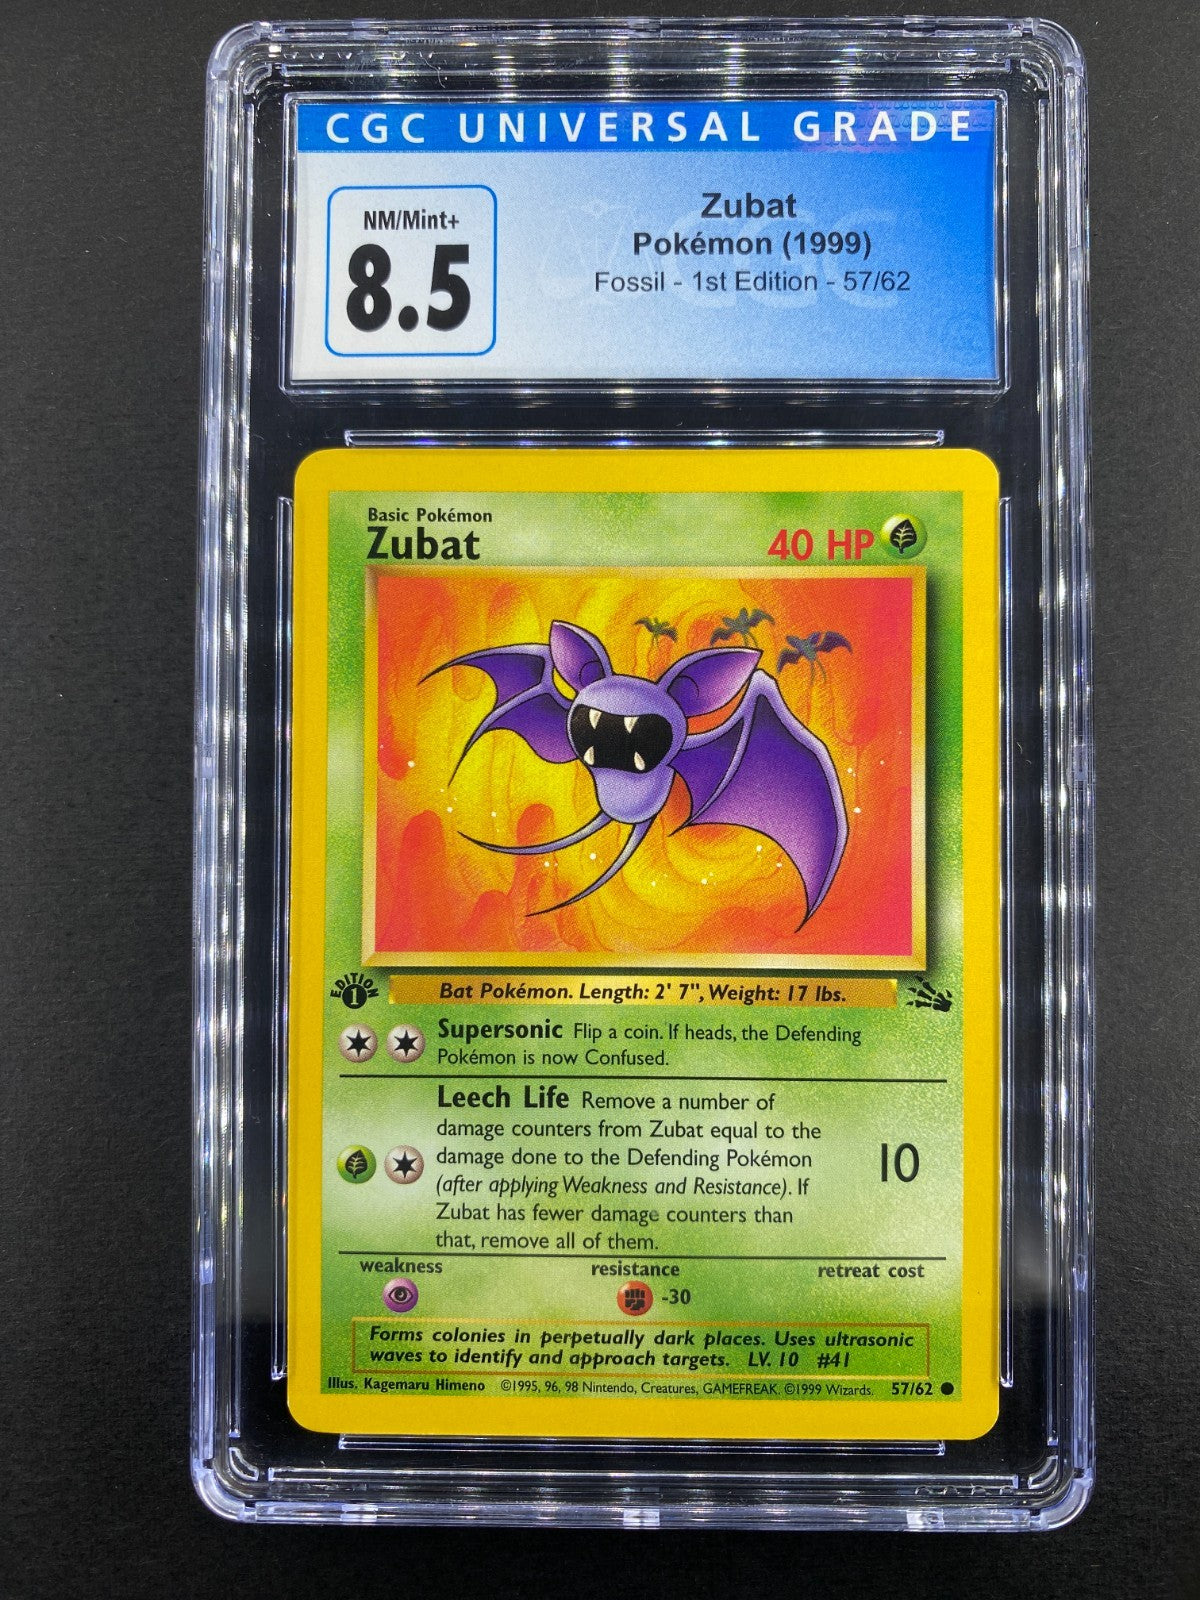 CGC UNIVERSAL GRADE
NM/Mint+
8.5
Zubat
Pokémon (1999)
Fossil - 1st Edition - 57/62
Basic Pokémon
Zubat
40 HP
EDITION
1
Bat Pokémon. Length: 2' 7", Weight: 17 lbs.
Supersonic Flip a coin. If heads, the Defending
Pokémon is now Confused.
Leech Life Remove a number of
damage counters from Zubat equal to the
damage done to the Defending Pokémon
(after applying Weakness and Resistance). If
Zubat has fewer damage counters than
that, remove all of them.
10
weakness
resistance
retreat cost
-30
Forms colonies in perpetually dark places. Uses ultrasonic
waves to identify and approach targets. LV. 10 #41
Illus. Kagemaru Himeno ©1995, 96, 98 Nintendo, Creatures, GAMEFREAK. ©1999 Wizards. 57/62